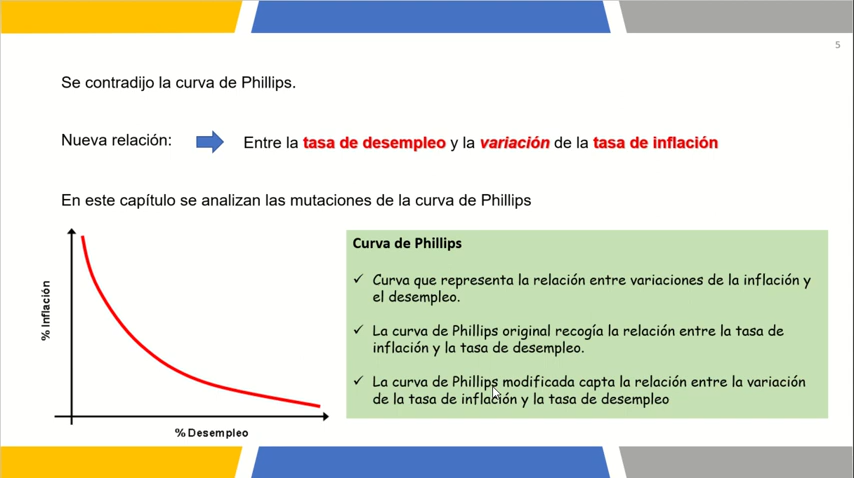 5
Se contradijo la curva de Phillips.
Nueva relación:
Entre la tasa de desempleo y la variación de la tasa de inflación
En este capítulo se analizan las mutaciones de la curva de Phillips
% Inflación
% Desempleo
Curva de Phillips
✓ Curva que representa la relación entre variaciones de la inflación y
el desempleo.
✓ La curva de Phillips original recogía la relación entre la tasa de
inflación y la tasa de desempleo.
✓ La curva de Phillips modificada capta la relación entre la variación
de la tasa de inflación y la tasa de desempleo